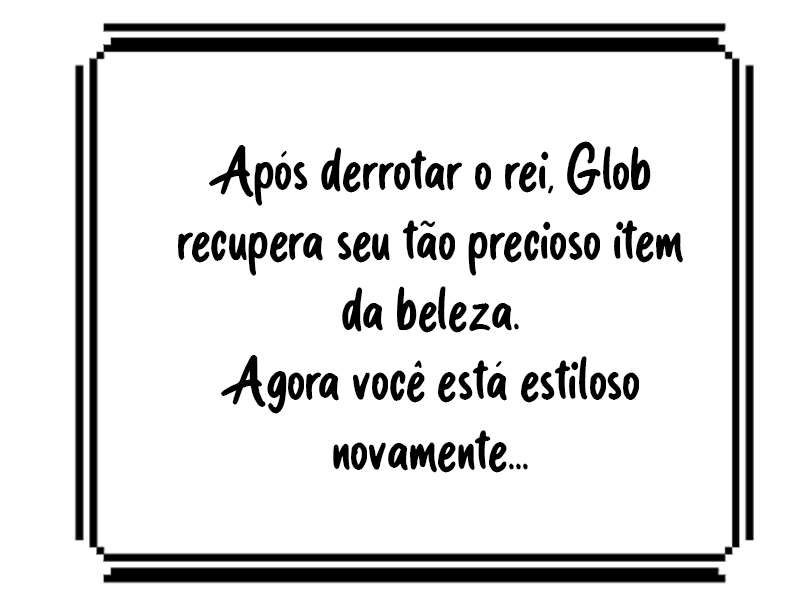 Após derrotar o rei, Glob
recupera seu tão precioso item
da beleza.
Agora você está estiloso
novamente...